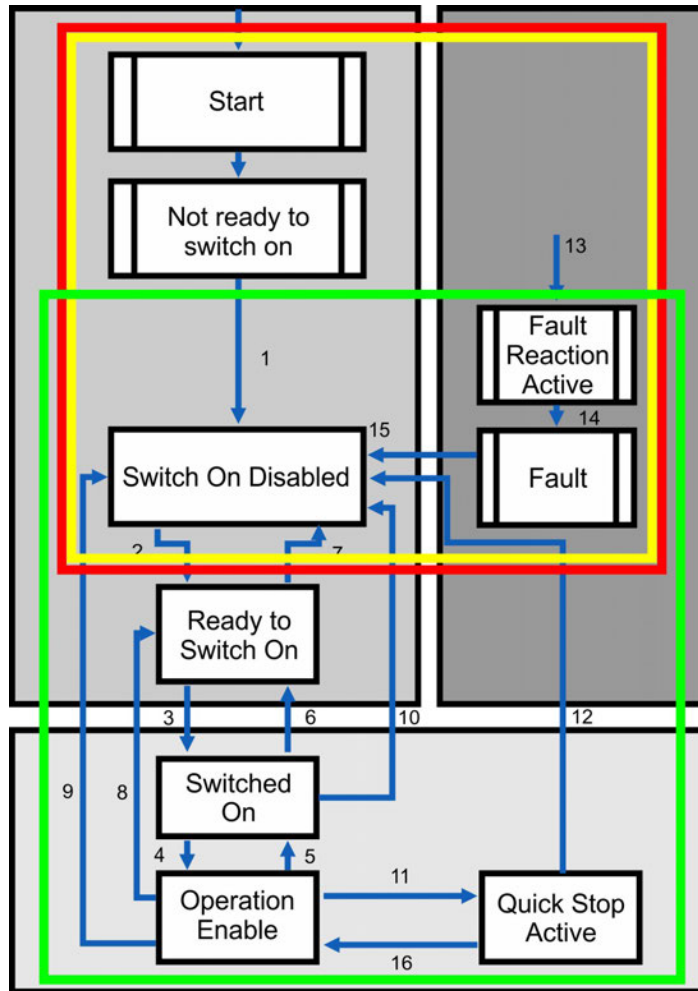 Start
Not ready to
switch on
13
1
Fault
Reaction
Active
14
15
Switch On Disabled
Fault
2
7
Ready to
Switch On
3
6
10
12
9
8
Switched
On
4
5
11
Operation
Enable
Quick Stop
Active
16